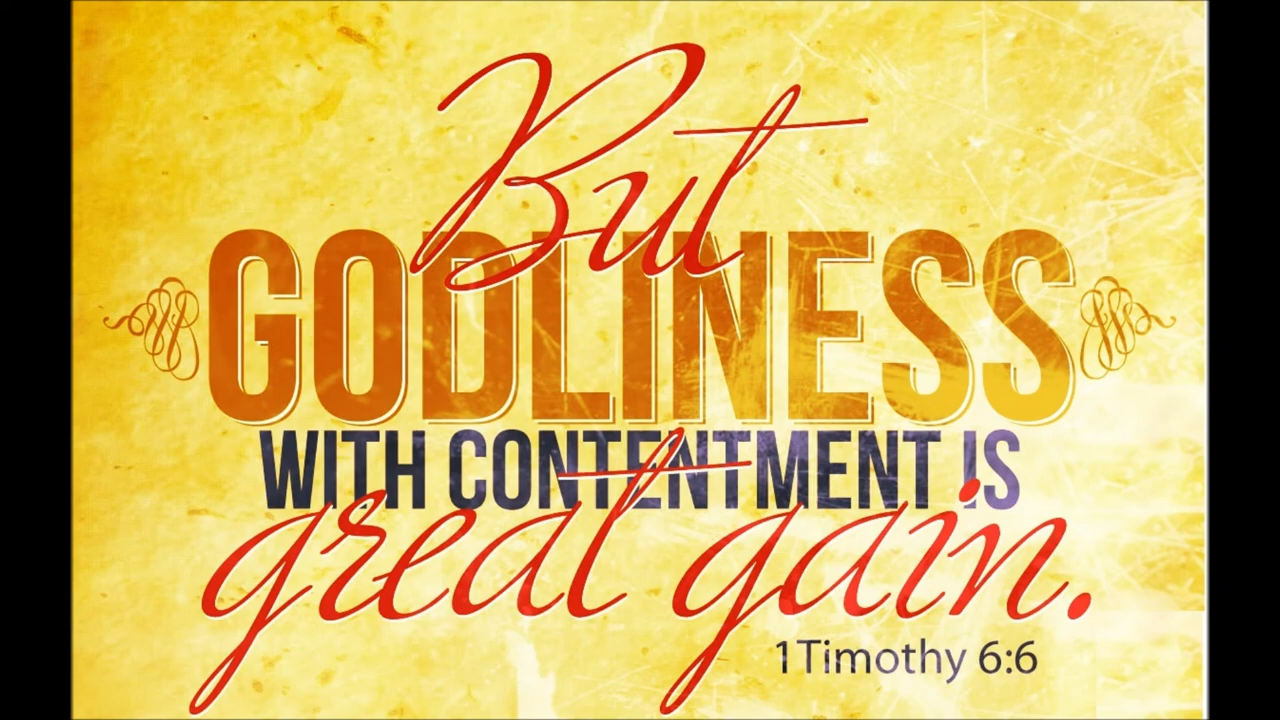 But
GODLINESS
WITH CONTENTMENT IS
great gain.
1Timothy 6:6